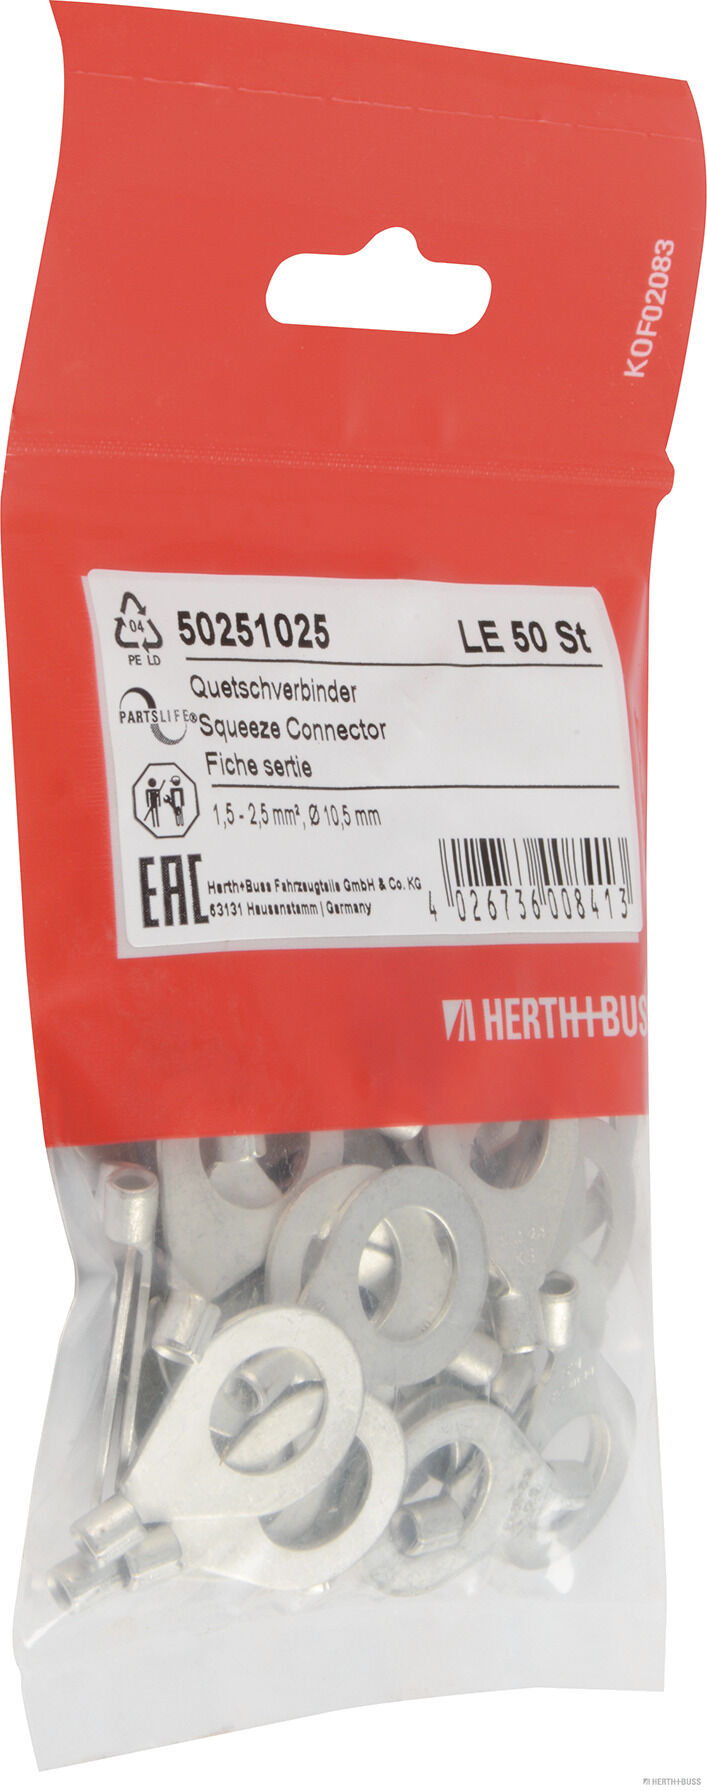 KOF02083
04
PE LD
50251025
LE 50 St
PARTSLIFE®
Quetschverbinder
Squeeze Connector
Fiche sertie
1,5 - 2,5 mm², Ø 10,5 mm
EAC
Herth+Buss Fahrzeugteile GmbH & Co. KG
63131 Heusenstamm | Germany
4 026736 008413
HERTH+BUSS
HERTH+BUSS